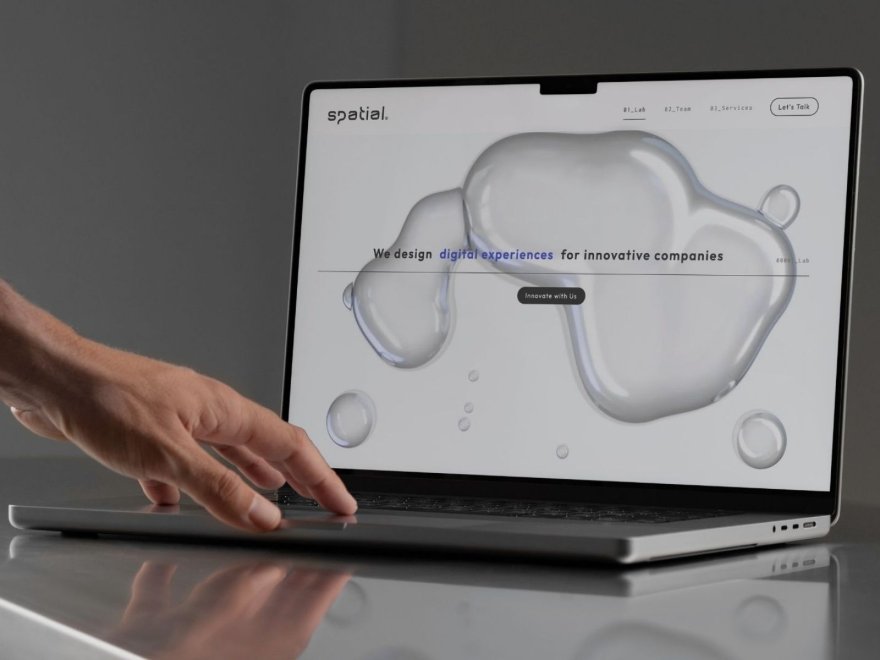 spatial®
01_Lab 02_Team 03_Services Let's Talk
We design digital experiences for innovative companies
Innovate with Us